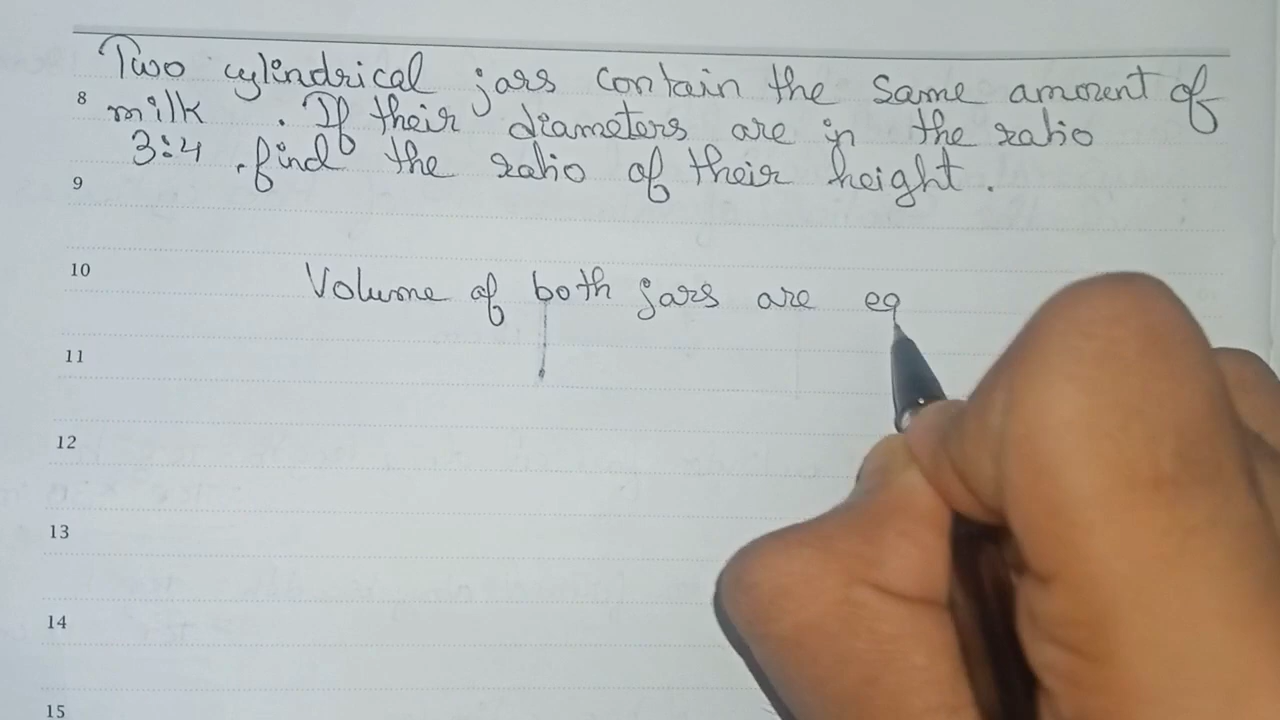 Two cylindrical jars contain the same amount of
8
milk . If their diameters are in the ratio
3:4 . find the ratio of their height .
9
10
Volume of both jars are eq
11
12
13
14
15